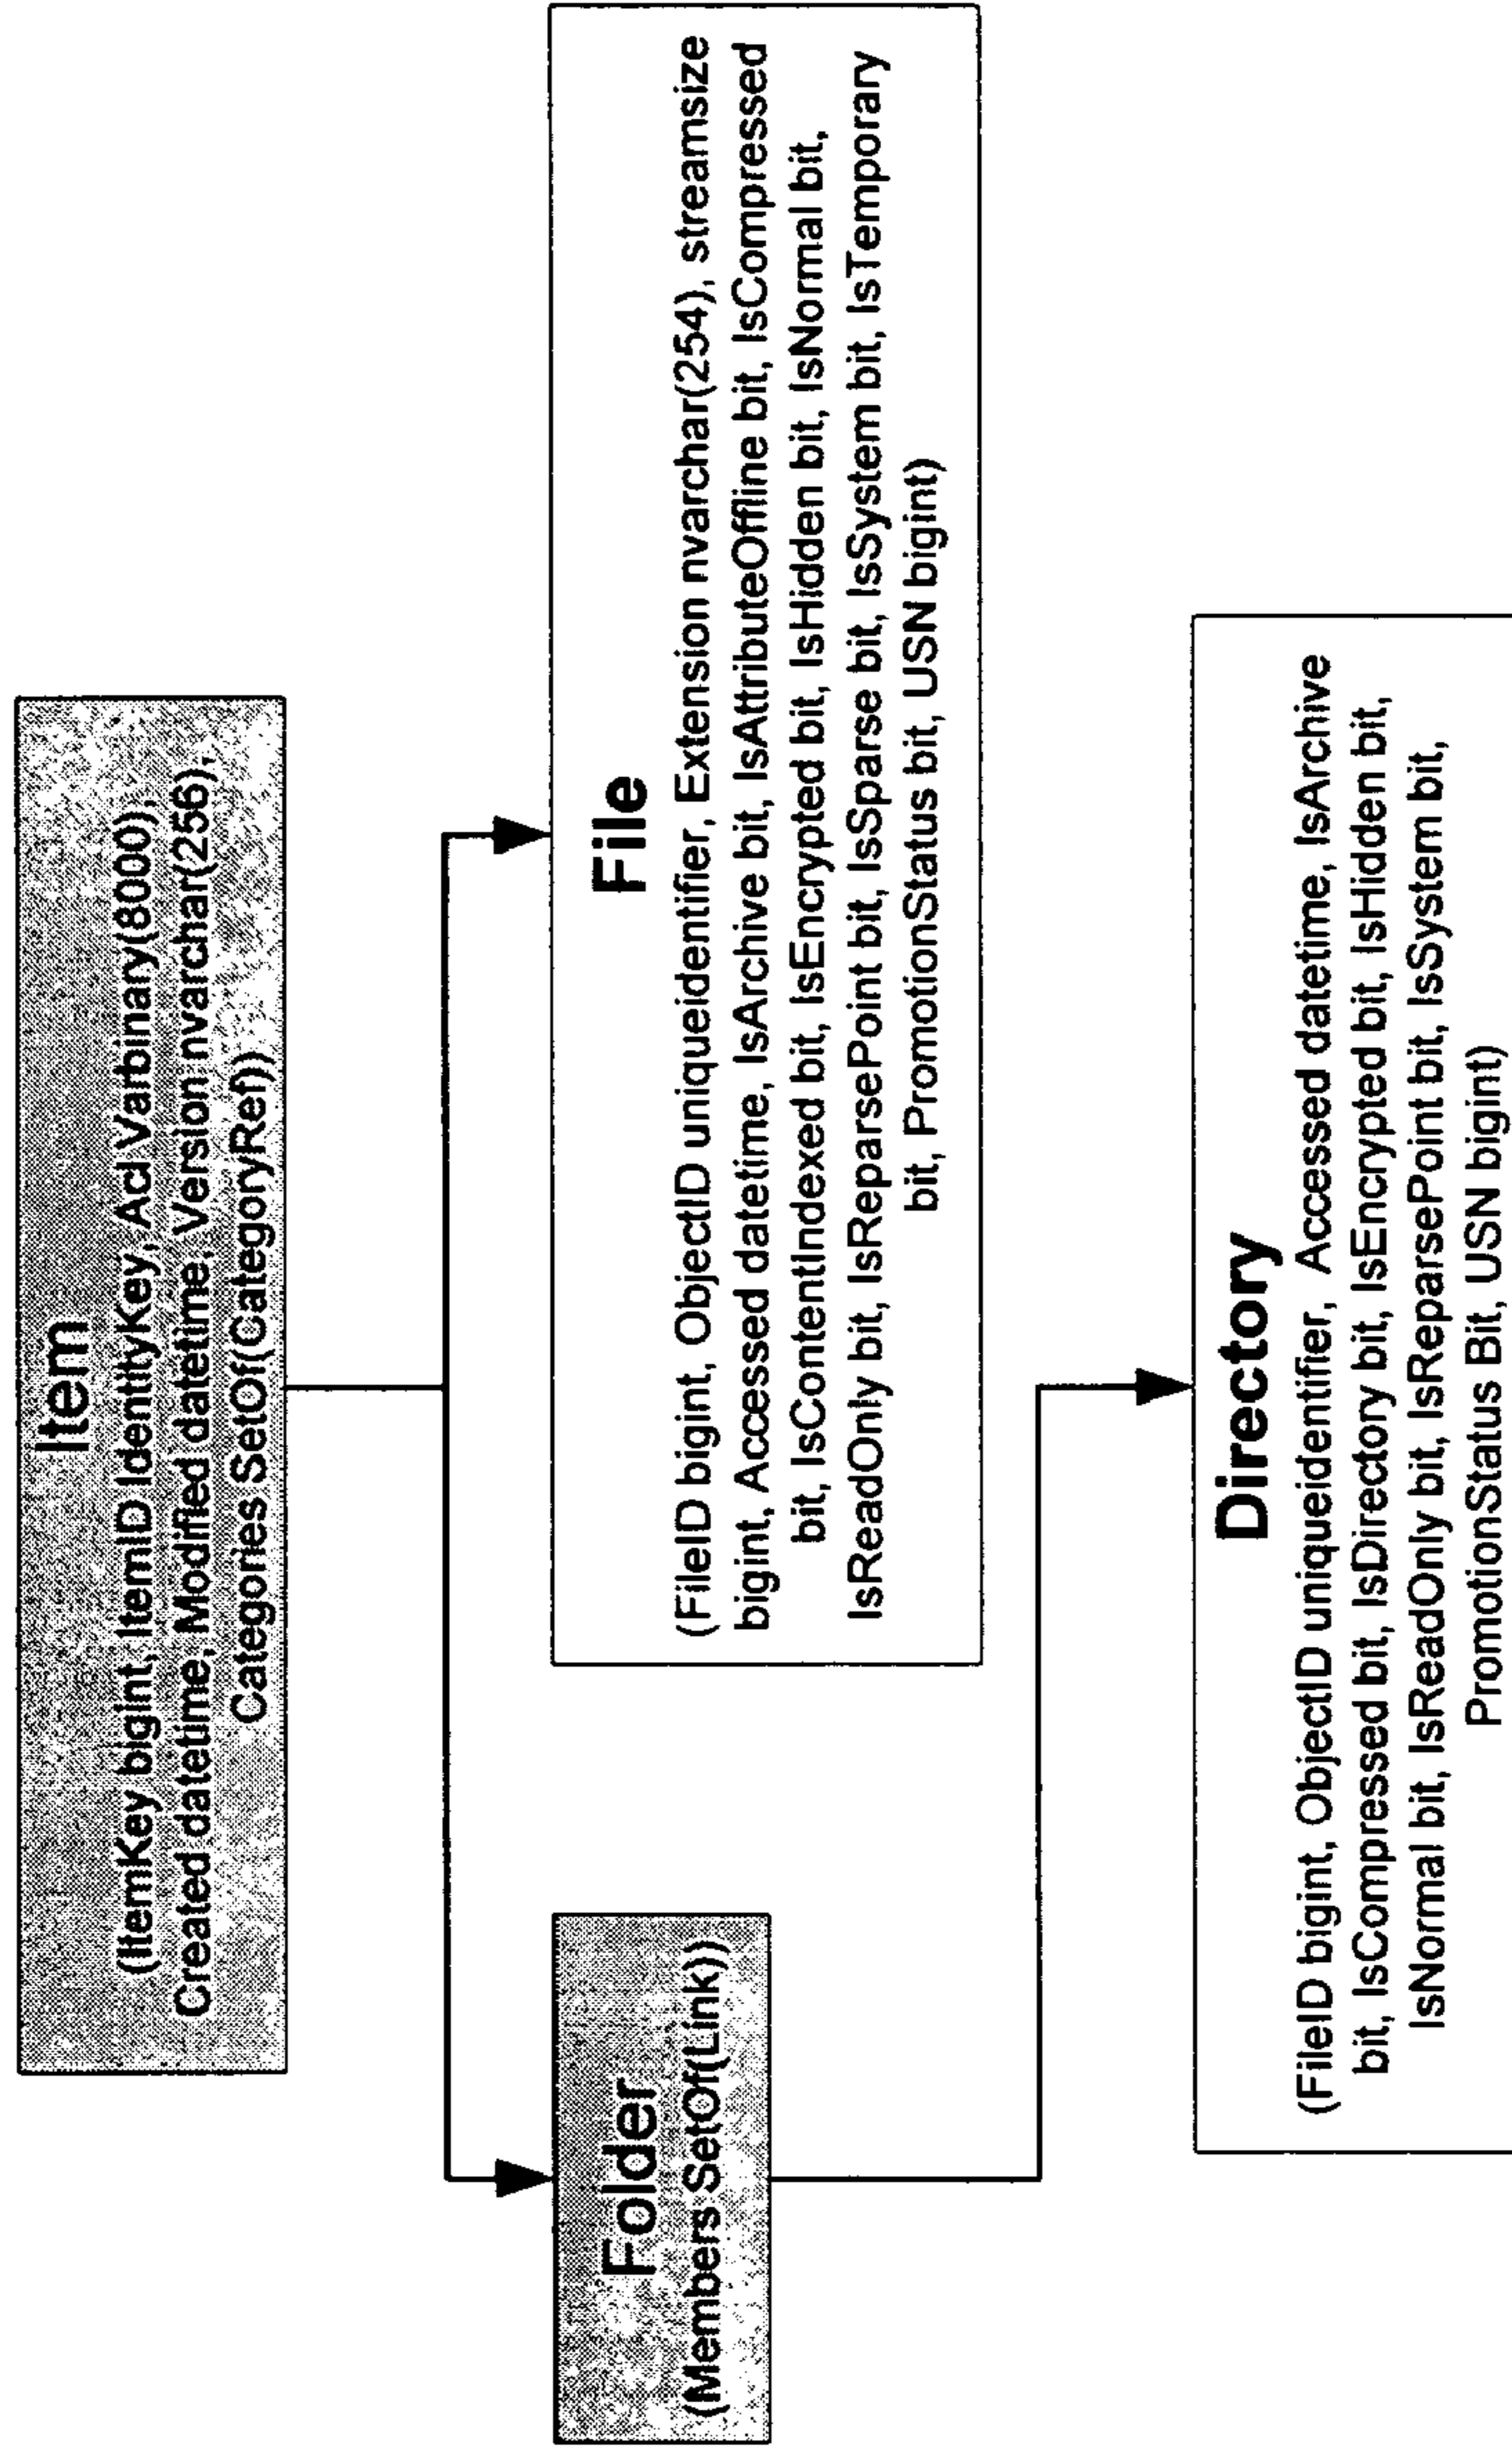 Item
(ItemKey bigint, ItemID IdentityKey, Acl Varbinary(8000),
Created datetime, Modified datetime, Version nvarchar(256),
Categories SetOf(CategoryRef))
Folder
(Members SetOf(Link))
File
(FileID bigint, ObjectID uniqueidentifier, Extension nvarchar(254), streamsize
bigint, Accessed datetime, IsArchive bit, IsAttributeOffline bit, IsCompressed
bit, IsContentIndexed bit, IsEncrypted bit, IsHidden bit, IsNormal bit,
IsReadOnly bit, IsReparsePoint bit, IsSparse bit, IsSystem bit, IsTemporary
bit, PromotionStatus bit, USN bigint)
Directory
(FileID bigint, ObjectID uniqueidentifier, Accessed datetime, IsArchive
bit, IsCompressed bit, IsDirectory bit, IsEncrypted bit, IsHidden bit,
IsNormal bit, IsReadOnly bit, IsReparsePoint bit, IsSystem bit,
PromotionStatus Bit, USN bigint)